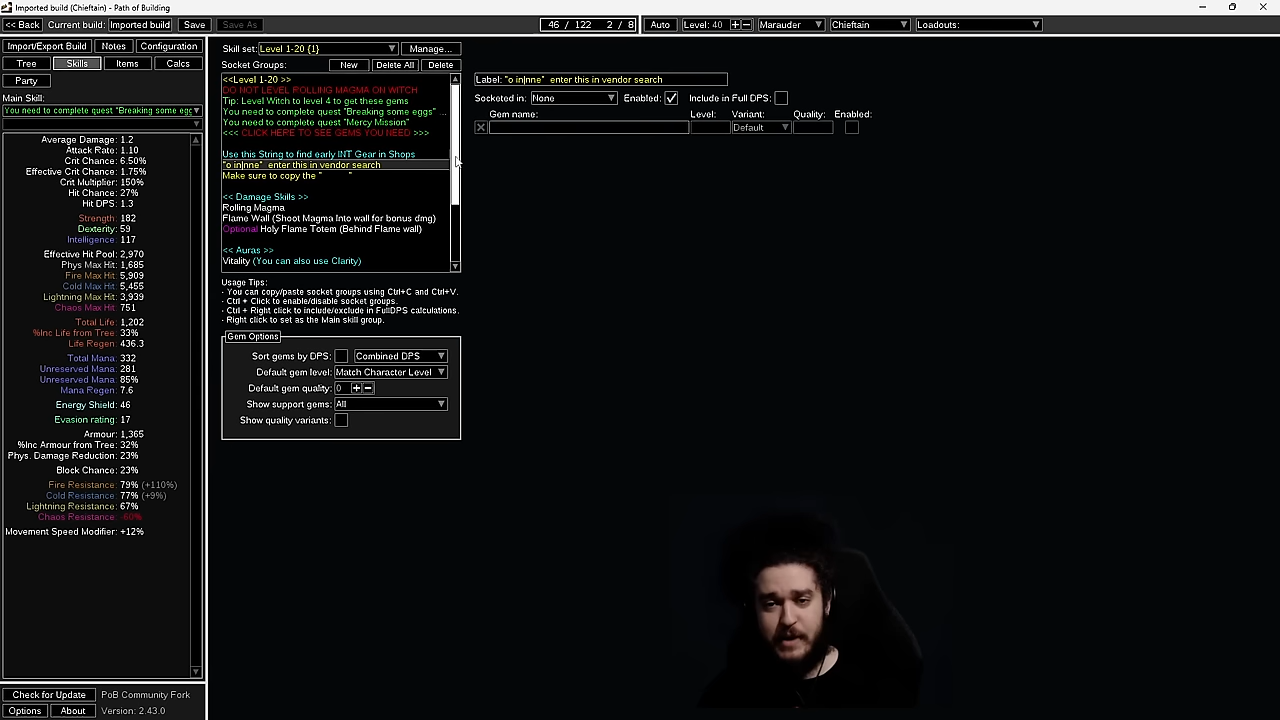 Imported build (Chieftain) - Path of Building
<< Back Current build: Imported build Save Save As 46 / 122 2 / 8 Auto Level: 40 Marauder Chieftain Loadouts:
Import/Export Build Notes Configuration
Tree Skills Items Calcs
Party
Main Skill:
You need to complete quest "Breaking some egg
Average Damage: 1.2
Attack Rate: 1.10
Crit Chance: 6.50%
Effective Crit Chance: 1.75%
Crit Multiplier: 150%
Hit Chance: 27%
Hit DPS: 1.3
Strength: 182
Dexterity: 59
Intelligence: 117
Effective Hit Pool: 2,970
Phys Max Hit: 1,685
Fire Max Hit: 5,909
Cold Max Hit: 5,455
Lightning Max Hit: 3,939
Chaos Max Hit: 751
Total Life: 1,202
%Inc Life from Tree: 33%
Life Regen: 436.3
Total Mana: 332
Unreserved Mana: 281
Unreserved Mana: 85%
Mana Regen: 7.6
Energy Shield: 46
Evasion rating: 17
Armour: 1,365
%Inc Armour from Tree: 32%
Phys. Damage Reduction: 23%
Block Chance: 23%
Fire Resistance: 79% (+110%)
Cold Resistance: 77% (+9%)
Lightning Resistance: 67%
Chaos Resistance: -60%
Movement Speed Modifier: +12%
Check for Update PoB Community Fork
Options About Version: 2.43.0
Skill set: Level 1-20 {1} Manage...
Socket Groups: New Delete All Delete
<<Level 1-20 >>
DO NOT LEVEL ROLLING MAGMA ON WITCH
Tip: Level Witch to level 4 to get these gems
You need to complete quest "Breaking some eggs" ...
You need to complete quest "Mercy Mission"
<<< CLICK HERE TO SEE GEMS YOU NEED >>>
Use this String to find early INT Gear in Shops
"o in|nne" enter this in vendor search
Make sure to copy the " "
<< Damage Skills >>
Rolling Magma
Flame Wall (Shoot Magma Into wall for bonus dmg)
Optional Holy Flame Totem (Behind Flame wall)
<< Auras >>
Vitality (You can also use Clarity)
Usage Tips:
- You can copy/paste socket groups using Ctrl+C and Ctrl+V.
- Ctrl + Click to enable/disable socket groups.
- Ctrl + Right click to include/exclude in FullDPS calculations.
- Right click to set as the Main skill group.
Gem Options
Sort gems by DPS: Combined DPS
Default gem level: Match Character Level
Default gem quality: 0
Show support gems: All
Show quality variants:
Label: "o in|nne" enter this in vendor search
Socketed in: None Enabled: Include in Full DPS:
Gem name: Level: Variant: Quality: Enabled:
Default